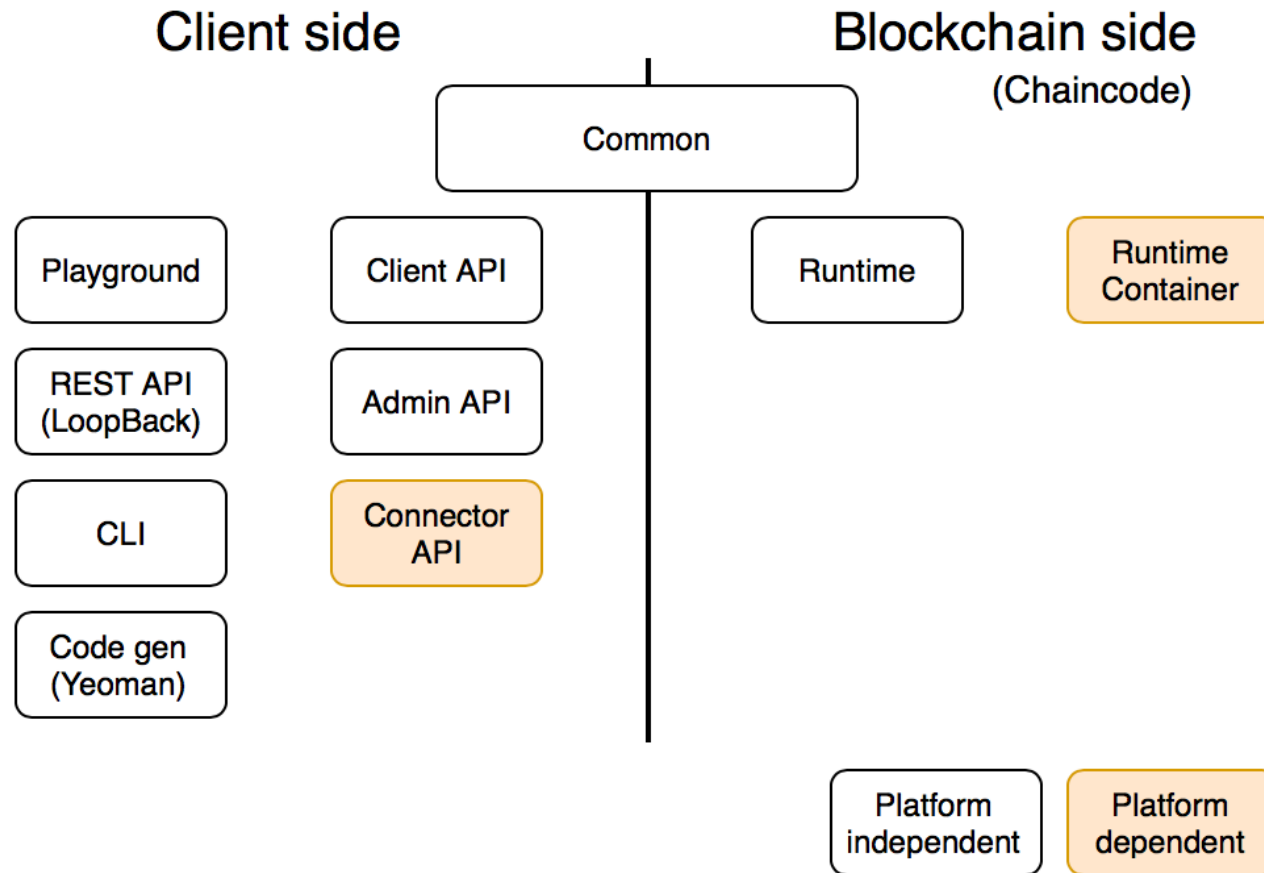 Client side
Blockchain side
(Chaincode)
Common
Playground
Client API
Runtime
Runtime
Container
REST API
(LoopBack)
Admin API
CLI
Connector
API
Code gen
(Yeoman)
Platform
independent
Platform
dependent